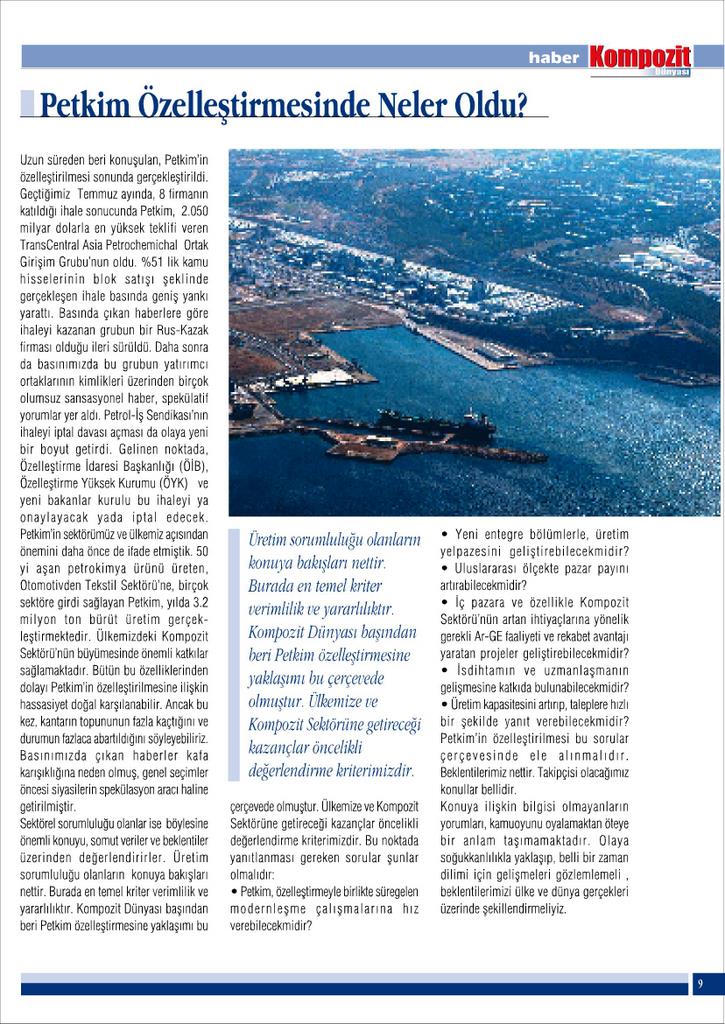 haber Kompozit
Dünyası
Petkim Özelleştirmesinde Neler Oldu?
Uzun süreden beri konuşulan, Petkim'in
özelleştirilmesi sonunda gerçekleştirildi.
Geçtiğimiz Temmuz ayında, 8 firmanın
katıldığı ihale sonucunda Petkim, 2.050
milyar dolarla en yüksek teklifi veren
TransCentral Asia Petrochemichal Ortak
Girişim Grubu'nun oldu. %51 lik kamu
hisselerinin blok satışı şeklinde
gerçekleşen ihale basında geniş yankı
yarattı. Basında çıkan haberlere göre
ihaleyi kazanan grubun bir Rus-Kazak
firması olduğu ileri sürüldü. Daha sonra
da basınımızda bu grubun yatırımcı
ortaklarının kimlikleri üzerinden birçok
olumsuz sansasyonel haber, spekülatif
yorumlar yer aldı. Petrol-İş Sendikası'nın
ihaleyi iptal davası açması da olaya yeni
bir boyut getirdi. Gelinen noktada,
Özelleştirme İdaresi Başkanlığı (ÖİB),
Özelleştirme Yüksek Kurumu (ÖYK) ve
yeni bakanlar kurulu bu ihaleyi ya
onaylayacak yada iptal edecek.
Petkim'in sektörümüz ve ülkemiz açısından
önemini daha önce de ifade etmiştik. 50
yi aşan petrokimya ürünü üreten,
Otomotivden Tekstil Sektörü'ne, birçok
sektöre girdi sağlayan Petkim, yılda 3.2
milyon ton bürüt üretim gerçek-
leştirmektedir. Ülkemizdeki Kompozit
Sektörü'nün büyümesinde önemli katkılar
sağlamaktadır. Bütün bu özelliklerinden
dolayı Petkim'in özelleştirilmesine ilişkin
hassasiyet doğal karşılanabilir. Ancak bu
kez, kantarın topununun fazla kaçtığını ve
durumun fazlaca abartıldığını söyleyebiliriz.
Basınımızda çıkan haberler kafa
karışıklığına neden olmuş, genel seçimler
öncesi siyasilerin spekülasyon aracı haline
getirilmiştir.
Sektörel sorumluluğu olanlar ise böylesine
önemli konuyu, somut veriler ve beklentiler
üzerinden değerlendirirler. Üretim
sorumluluğu olanların konuya bakışları
nettir. Burada en temel kriter verimlilik ve
yararlılıktır. Kompozit Dünyası başından
beri Petkim özelleştirmesine yaklaşımı bu
Üretim sorumluluğu olanların
konuya bakışları nettir.
Burada en temel kriter
verimlilik ve yararlılıktır.
Kompozit Dünyası başından
beri Petkim özelleştirmesine
yaklaşımı bu çerçevede
olmuştur. Ülkemize ve
Kompozit Sektörüne getireceği
kazançlar öncelikli
değerlendirme kriterimizdir.
çerçevede olmuştur. Ülkemize ve Kompozit
Sektörüne getireceği kazançlar öncelikli
değerlendirme kriterimizdir. Bu noktada
yanıtlanması gereken sorular şunlar
olmalıdır:
• Petkim, özelleştirmeyle birlikte süregelen
modernleşme çalışmalarına hız
verebilecekmidir?
• Yeni entegre bölümlerle, üretim
yelpazesini geliştirebilecekmidir?
• Uluslararası ölçekte pazar payını
artırabilecekmidir?
• İç pazara ve özellikle Kompozit
Sektörü'nün artan ihtiyaçlarına yönelik
gerekli Ar-GE faaliyeti ve rekabet avantajı
yaratan projeler geliştirebilecekmidir?
• İsdihtamın ve uzmanlaşmanın
gelişmesine katkıda bulunabilecekmidir?
• Üretim kapasitesini artırıp, taleplere hızlı
bir şekilde yanıt verebilecekmidir?
Petkim'in özelleştirilmesi bu sorular
çerçevesinde ele alınmalıdır.
Beklentilerimiz nettir. Takipçisi olacağımız
konular bellidir.
Konuya ilişkin bilgisi olmayanların
yorumları, kamuoyunu oyalamaktan öteye
bir anlam taşımamaktadır. Olaya
soğukkanlılıkla yaklaşıp, belli bir zaman
dilimi için gelişmeleri gözlemlemeli ,
beklentilerimizi ülke ve dünya gerçekleri
üzerinde şekillendirmeliyiz.
9